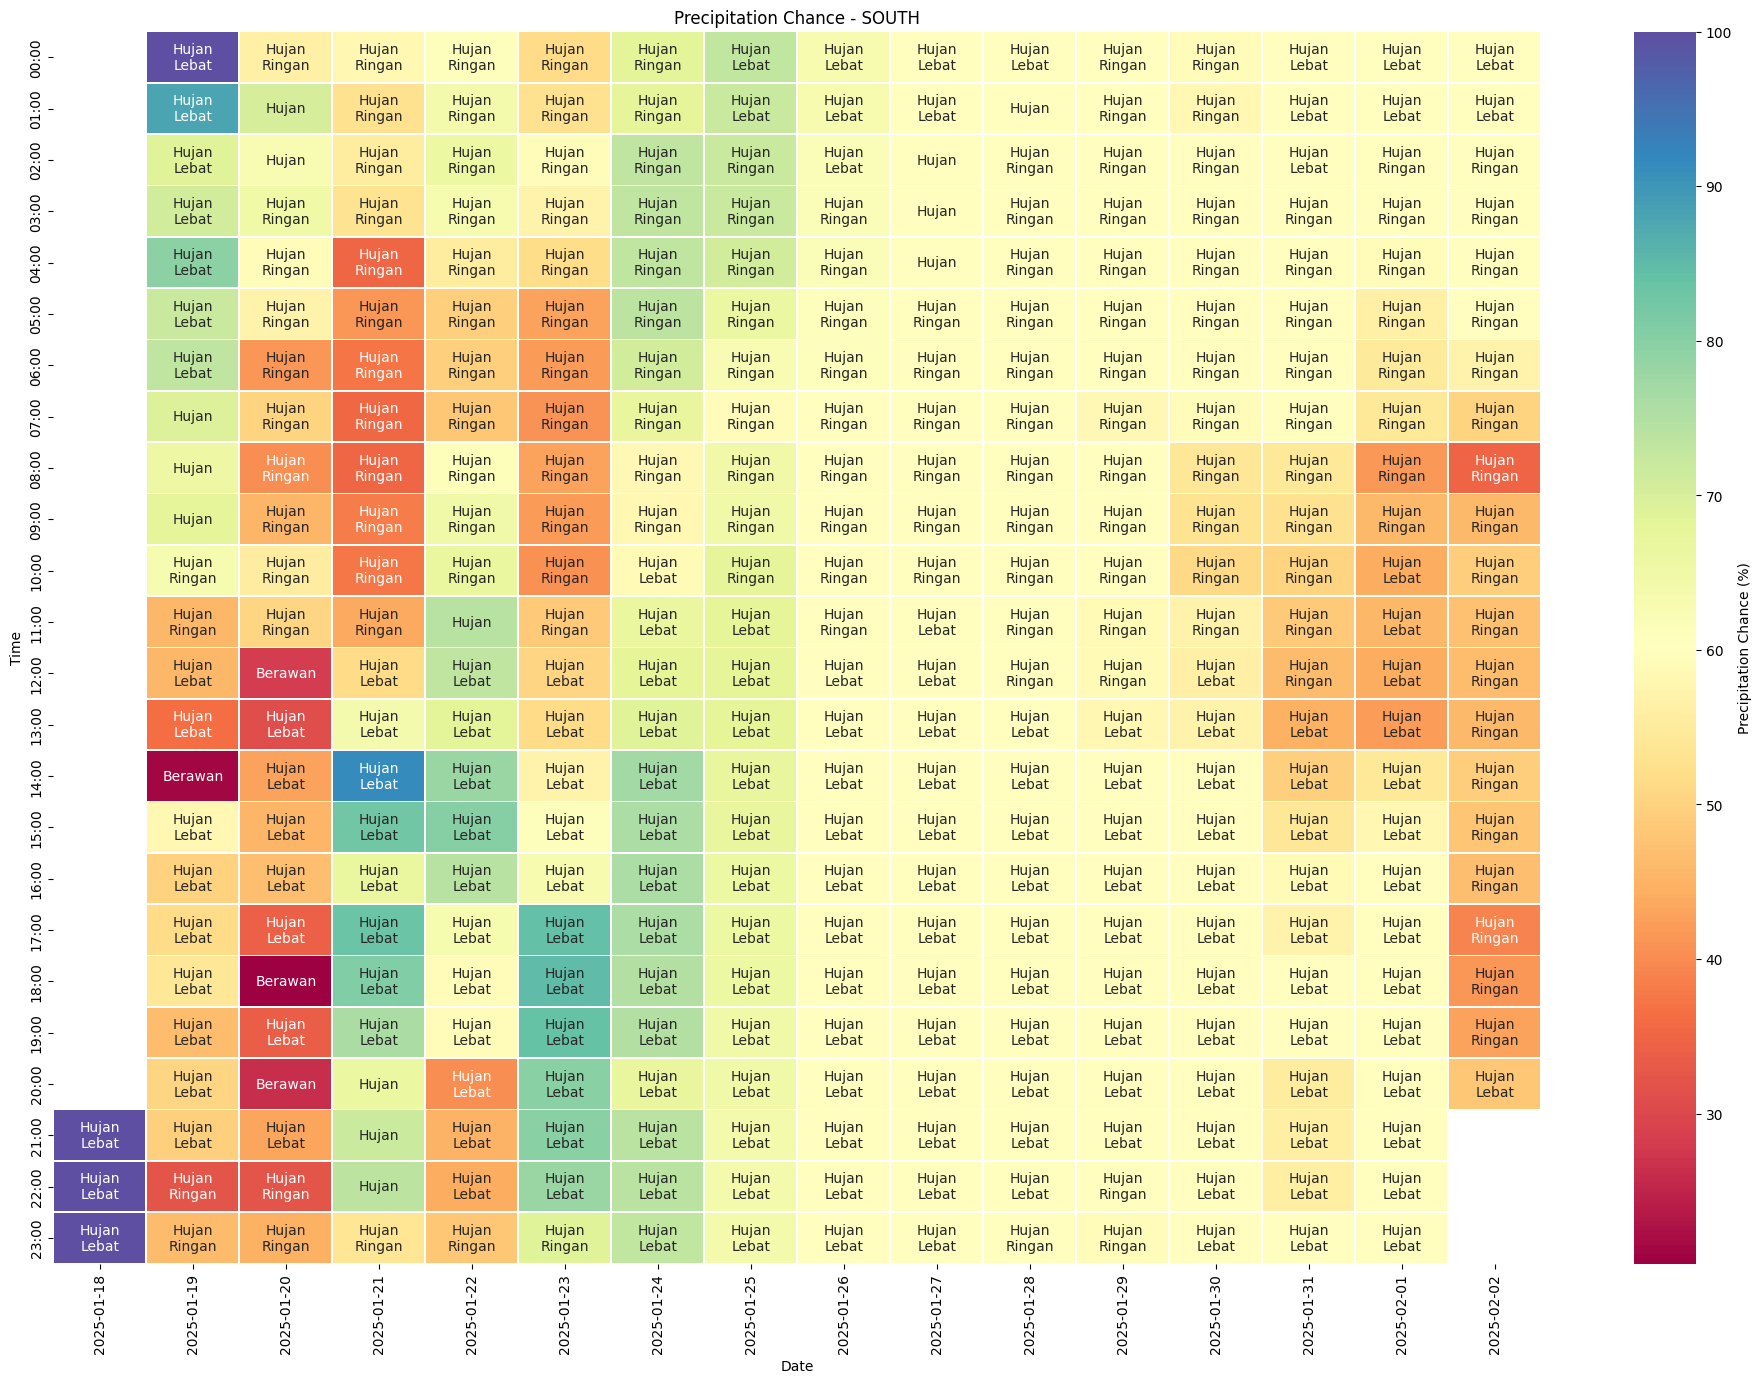 Precipitation Chance - SOUTH
00:00 Hujan Lebat Hujan Ringan Hujan Ringan Hujan Ringan Hujan Ringan Hujan Ringan Hujan Lebat Hujan Lebat Hujan Lebat Hujan Lebat Hujan Ringan Hujan Ringan Hujan Lebat Hujan Lebat Hujan Lebat
01:00 Hujan Lebat Hujan Hujan Ringan Hujan Ringan Hujan Ringan Hujan Ringan Hujan Lebat Hujan Lebat Hujan Lebat Hujan Hujan Ringan Hujan Ringan Hujan Lebat Hujan Lebat Hujan Lebat
02:00 Hujan Lebat Hujan Hujan Ringan Hujan Ringan Hujan Ringan Hujan Ringan Hujan Ringan Hujan Lebat Hujan Hujan Ringan Hujan Ringan Hujan Ringan Hujan Lebat Hujan Ringan Hujan Ringan
03:00 Hujan Lebat Hujan Ringan Hujan Ringan Hujan Ringan Hujan Ringan Hujan Ringan Hujan Ringan Hujan Ringan Hujan Hujan Ringan Hujan Ringan Hujan Ringan Hujan Ringan Hujan Ringan Hujan Ringan
04:00 Hujan Lebat Hujan Ringan Hujan Ringan Hujan Ringan Hujan Ringan Hujan Ringan Hujan Ringan Hujan Ringan Hujan Hujan Ringan Hujan Ringan Hujan Ringan Hujan Ringan Hujan Ringan Hujan Ringan
05:00 Hujan Lebat Hujan Ringan Hujan Ringan Hujan Ringan Hujan Ringan Hujan Ringan Hujan Ringan Hujan Ringan Hujan Ringan Hujan Ringan Hujan Ringan Hujan Ringan Hujan Ringan Hujan Ringan Hujan Ringan
06:00 Hujan Lebat Hujan Ringan Hujan Ringan Hujan Ringan Hujan Ringan Hujan Ringan Hujan Ringan Hujan Ringan Hujan Ringan Hujan Ringan Hujan Ringan Hujan Ringan Hujan Ringan Hujan Ringan Hujan Ringan
07:00 Hujan Hujan Ringan Hujan Ringan Hujan Ringan Hujan Ringan Hujan Ringan Hujan Ringan Hujan Ringan Hujan Ringan Hujan Ringan Hujan Ringan Hujan Ringan Hujan Ringan Hujan Ringan Hujan Ringan
08:00 Hujan Hujan Ringan Hujan Ringan Hujan Ringan Hujan Ringan Hujan Ringan Hujan Ringan Hujan Ringan Hujan Ringan Hujan Ringan Hujan Ringan Hujan Ringan Hujan Ringan Hujan Ringan Hujan Ringan
09:00 Hujan Hujan Ringan Hujan Ringan Hujan Ringan Hujan Ringan Hujan Ringan Hujan Ringan Hujan Ringan Hujan Ringan Hujan Ringan Hujan Ringan Hujan Ringan Hujan Ringan Hujan Ringan Hujan Ringan
10:00 Hujan Ringan Hujan Ringan Hujan Ringan Hujan Ringan Hujan Ringan Hujan Lebat Hujan Ringan Hujan Ringan Hujan Ringan Hujan Ringan Hujan Ringan Hujan Ringan Hujan Ringan Hujan Lebat Hujan Ringan
11:00 Hujan Ringan Hujan Ringan Hujan Ringan Hujan Hujan Ringan Hujan Lebat Hujan Lebat Hujan Ringan Hujan Lebat Hujan Ringan Hujan Ringan Hujan Ringan Hujan Ringan Hujan Lebat Hujan Ringan
12:00 Hujan Lebat Berawan Hujan Lebat Hujan Lebat Hujan Lebat Hujan Lebat Hujan Lebat Hujan Lebat Hujan Lebat Hujan Ringan Hujan Ringan Hujan Lebat Hujan Ringan Hujan Lebat Hujan Ringan
13:00 Hujan Lebat Hujan Lebat Hujan Lebat Hujan Lebat Hujan Lebat Hujan Lebat Hujan Lebat Hujan Lebat Hujan Lebat Hujan Lebat Hujan Lebat Hujan Lebat Hujan Lebat Hujan Lebat Hujan Ringan
14:00 Berawan Hujan Lebat Hujan Lebat Hujan Lebat Hujan Lebat Hujan Lebat Hujan Lebat Hujan Lebat Hujan Lebat Hujan Lebat Hujan Lebat Hujan Lebat Hujan Lebat Hujan Lebat Hujan Ringan
15:00 Hujan Lebat Hujan Lebat Hujan Lebat Hujan Lebat Hujan Lebat Hujan Lebat Hujan Lebat Hujan Lebat Hujan Lebat Hujan Lebat Hujan Lebat Hujan Lebat Hujan Lebat Hujan Lebat Hujan Ringan
16:00 Hujan Lebat Hujan Lebat Hujan Lebat Hujan Lebat Hujan Lebat Hujan Lebat Hujan Lebat Hujan Lebat Hujan Lebat Hujan Lebat Hujan Lebat Hujan Lebat Hujan Lebat Hujan Lebat Hujan Ringan
17:00 Hujan Lebat Hujan Lebat Hujan Lebat Hujan Lebat Hujan Lebat Hujan Lebat Hujan Lebat Hujan Lebat Hujan Lebat Hujan Lebat Hujan Lebat Hujan Lebat Hujan Lebat Hujan Lebat Hujan Ringan
18:00 Hujan Lebat Berawan Hujan Lebat Hujan Lebat Hujan Lebat Hujan Lebat Hujan Lebat Hujan Lebat Hujan Lebat Hujan Lebat Hujan Lebat Hujan Lebat Hujan Lebat Hujan Lebat Hujan Ringan
19:00 Hujan Lebat Hujan Lebat Hujan Lebat Hujan Lebat Hujan Lebat Hujan Lebat Hujan Lebat Hujan Lebat Hujan Lebat Hujan Lebat Hujan Lebat Hujan Lebat Hujan Lebat Hujan Lebat Hujan Ringan
20:00 Hujan Lebat Berawan Hujan Hujan Lebat Hujan Lebat Hujan Lebat Hujan Lebat Hujan Lebat Hujan Lebat Hujan Lebat Hujan Lebat Hujan Lebat Hujan Lebat Hujan Lebat Hujan Lebat
21:00 Hujan Lebat Hujan Lebat Hujan Lebat Hujan Hujan Lebat Hujan Lebat Hujan Lebat Hujan Lebat Hujan Lebat Hujan Lebat Hujan Lebat Hujan Lebat Hujan Lebat Hujan Lebat Hujan Lebat
22:00 Hujan Lebat Hujan Ringan Hujan Ringan Hujan Hujan Lebat Hujan Lebat Hujan Lebat Hujan Lebat Hujan Lebat Hujan Lebat Hujan Lebat Hujan Ringan Hujan Lebat Hujan Lebat Hujan Lebat
23:00 Hujan Lebat Hujan Ringan Hujan Ringan Hujan Ringan Hujan Ringan Hujan Ringan Hujan Lebat Hujan Lebat Hujan Lebat Hujan Lebat Hujan Ringan Hujan Ringan Hujan Lebat Hujan Lebat Hujan Lebat
2025-01-18 2025-01-19 2025-01-20 2025-01-21 2025-01-22 2025-01-23 2025-01-24 2025-01-25 2025-01-26 2025-01-27 2025-01-28 2025-01-29 2025-01-30 2025-01-31 2025-02-01 2025-02-02
Time
Date
100
90
80
70
60
50
40
30
Precipitation Chance (%)